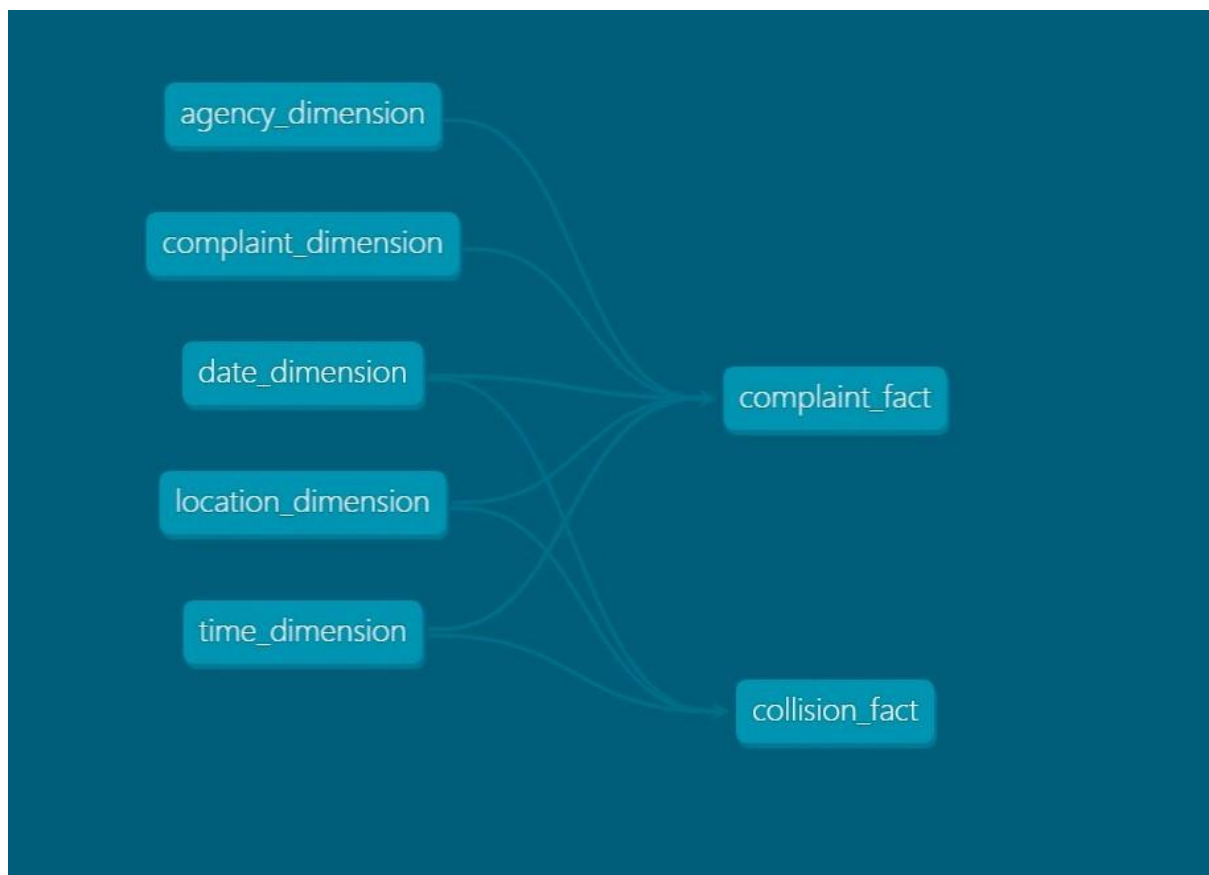 agency_dimension
complaint_dimension
date_dimension
complaint_fact
location_dimension
time_dimension
collision_fact